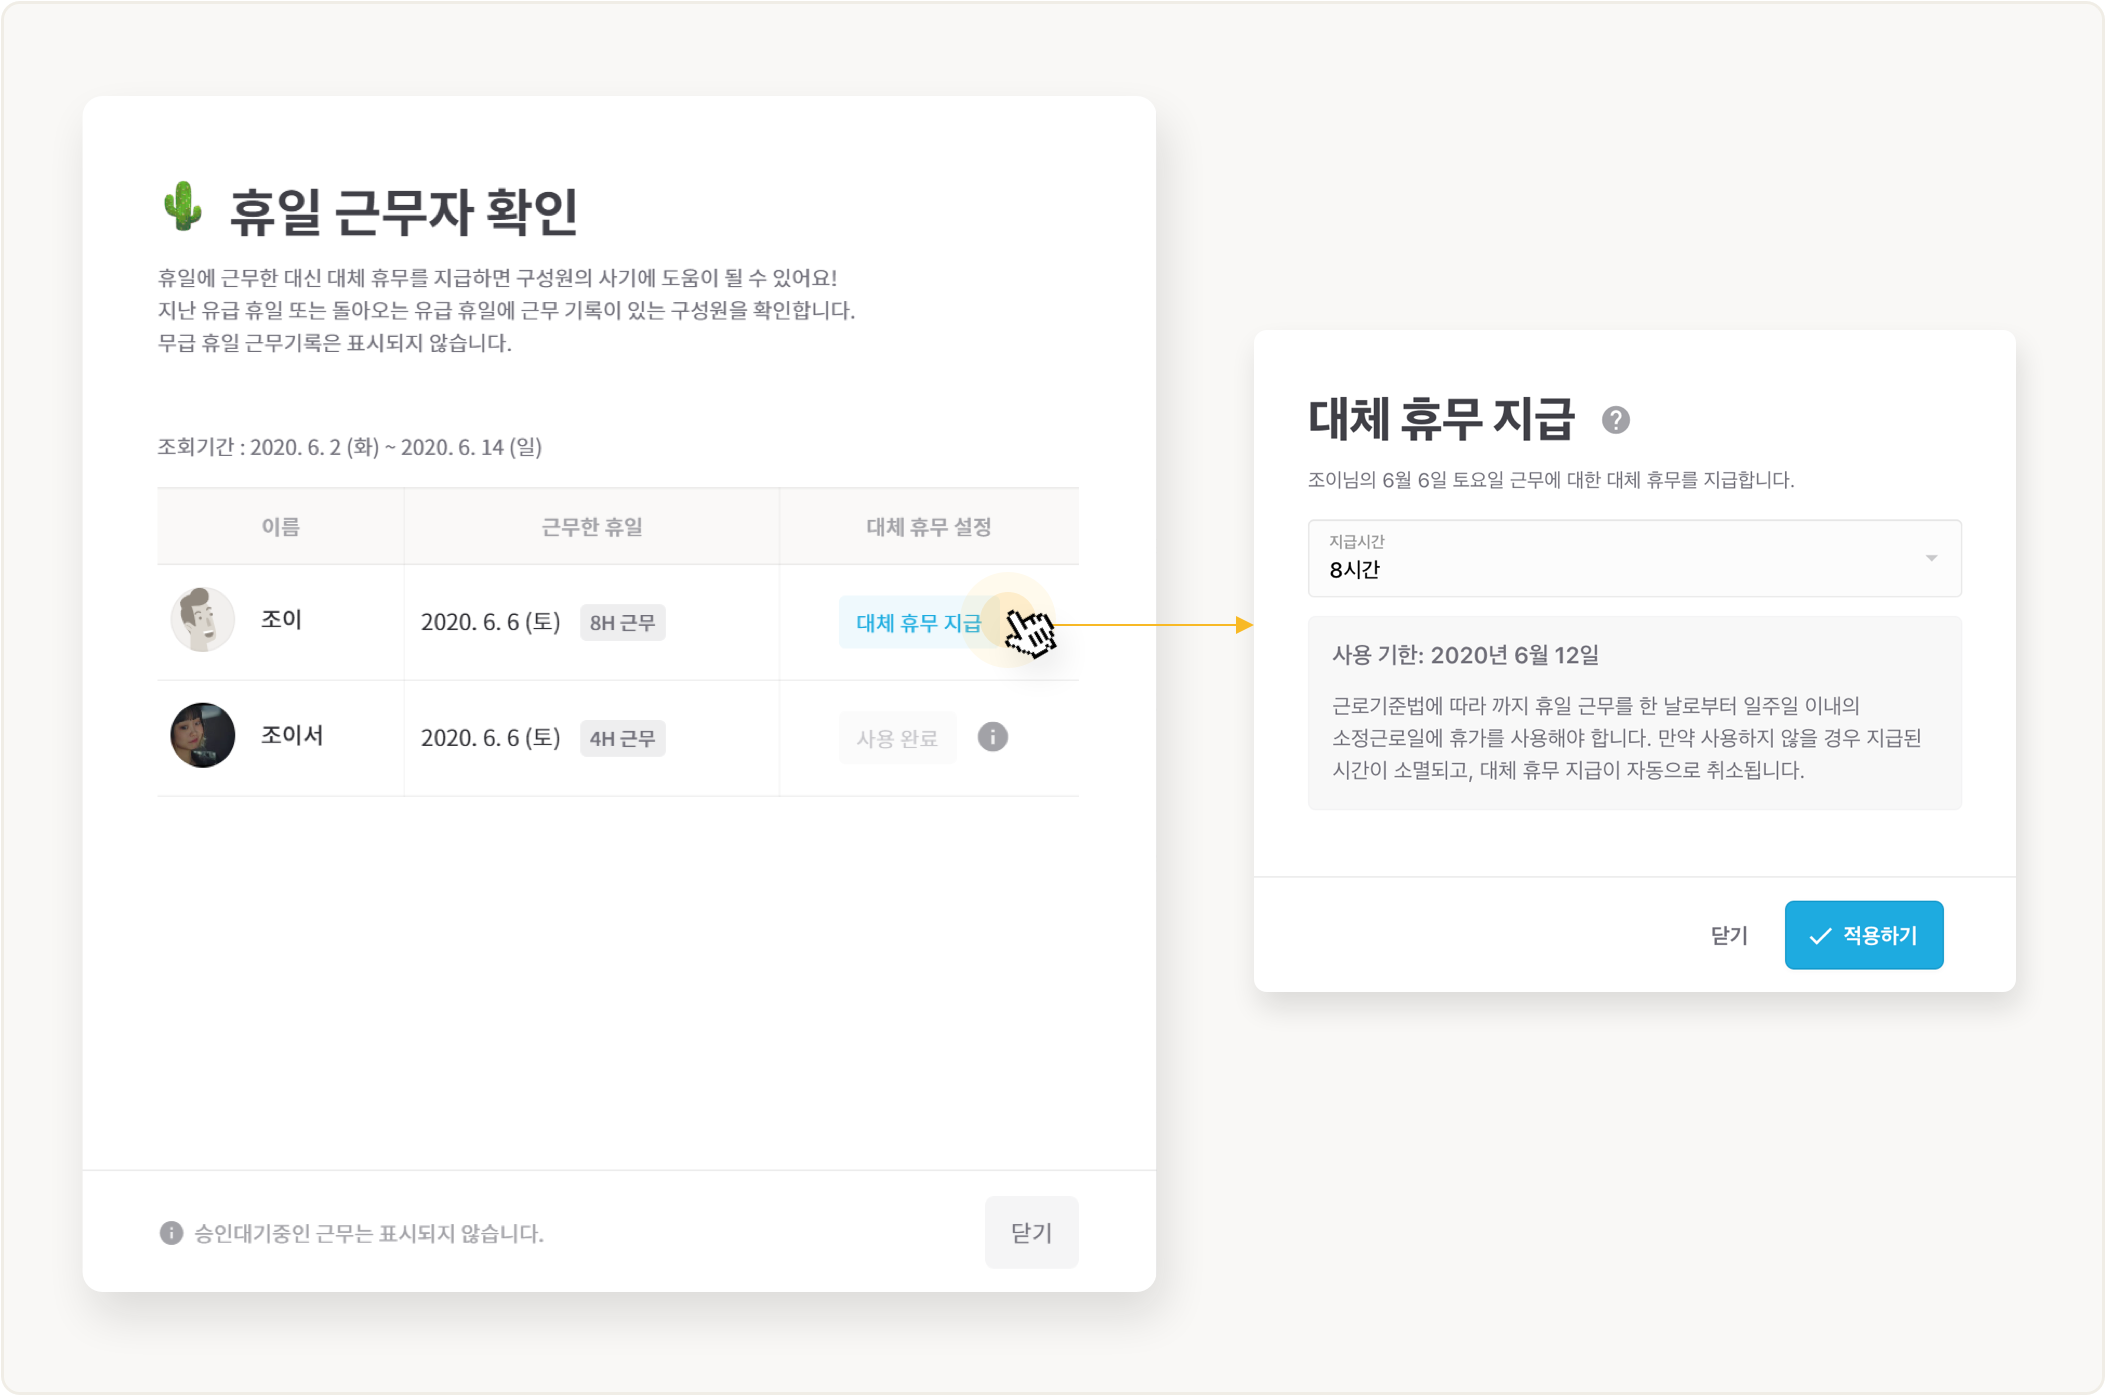 휴일 근무자 확인
휴일에 근무한 대신 대체 휴무를 지급하면 구성원의 사기에 도움이 될 수 있어요!
지난 유급 휴일 또는 돌아오는 유급 휴일에 근무 기록이 있는 구성원을 확인합니다.
무급 휴일 근무기록은 표시되지 않습니다.
조회기간 : 2020. 6. 2 (화) ~ 2020. 6. 14 (일)
이름 근무한 휴일 대체 휴무 설정
조이 2020. 6. 6 (토) 8H 근무 대체 휴무 지급
조이서 2020. 6. 6 (토) 4H 근무 사용 완료
승인대기중인 근무는 표시되지 않습니다.
닫기
대체 휴무 지급
조이님의 6월 6일 토요일 근무에 대한 대체 휴무를 지급합니다.
지급시간
8시간
사용 기한: 2020년 6월 12일
근로기준법에 따라 까지 휴일 근무를 한 날로부터 일주일 이내의
소정근로일에 휴가를 사용해야 합니다. 만약 사용하지 않을 경우 지급된
시간이 소멸되고, 대체 휴무 지급이 자동으로 취소됩니다.
닫기
적용하기